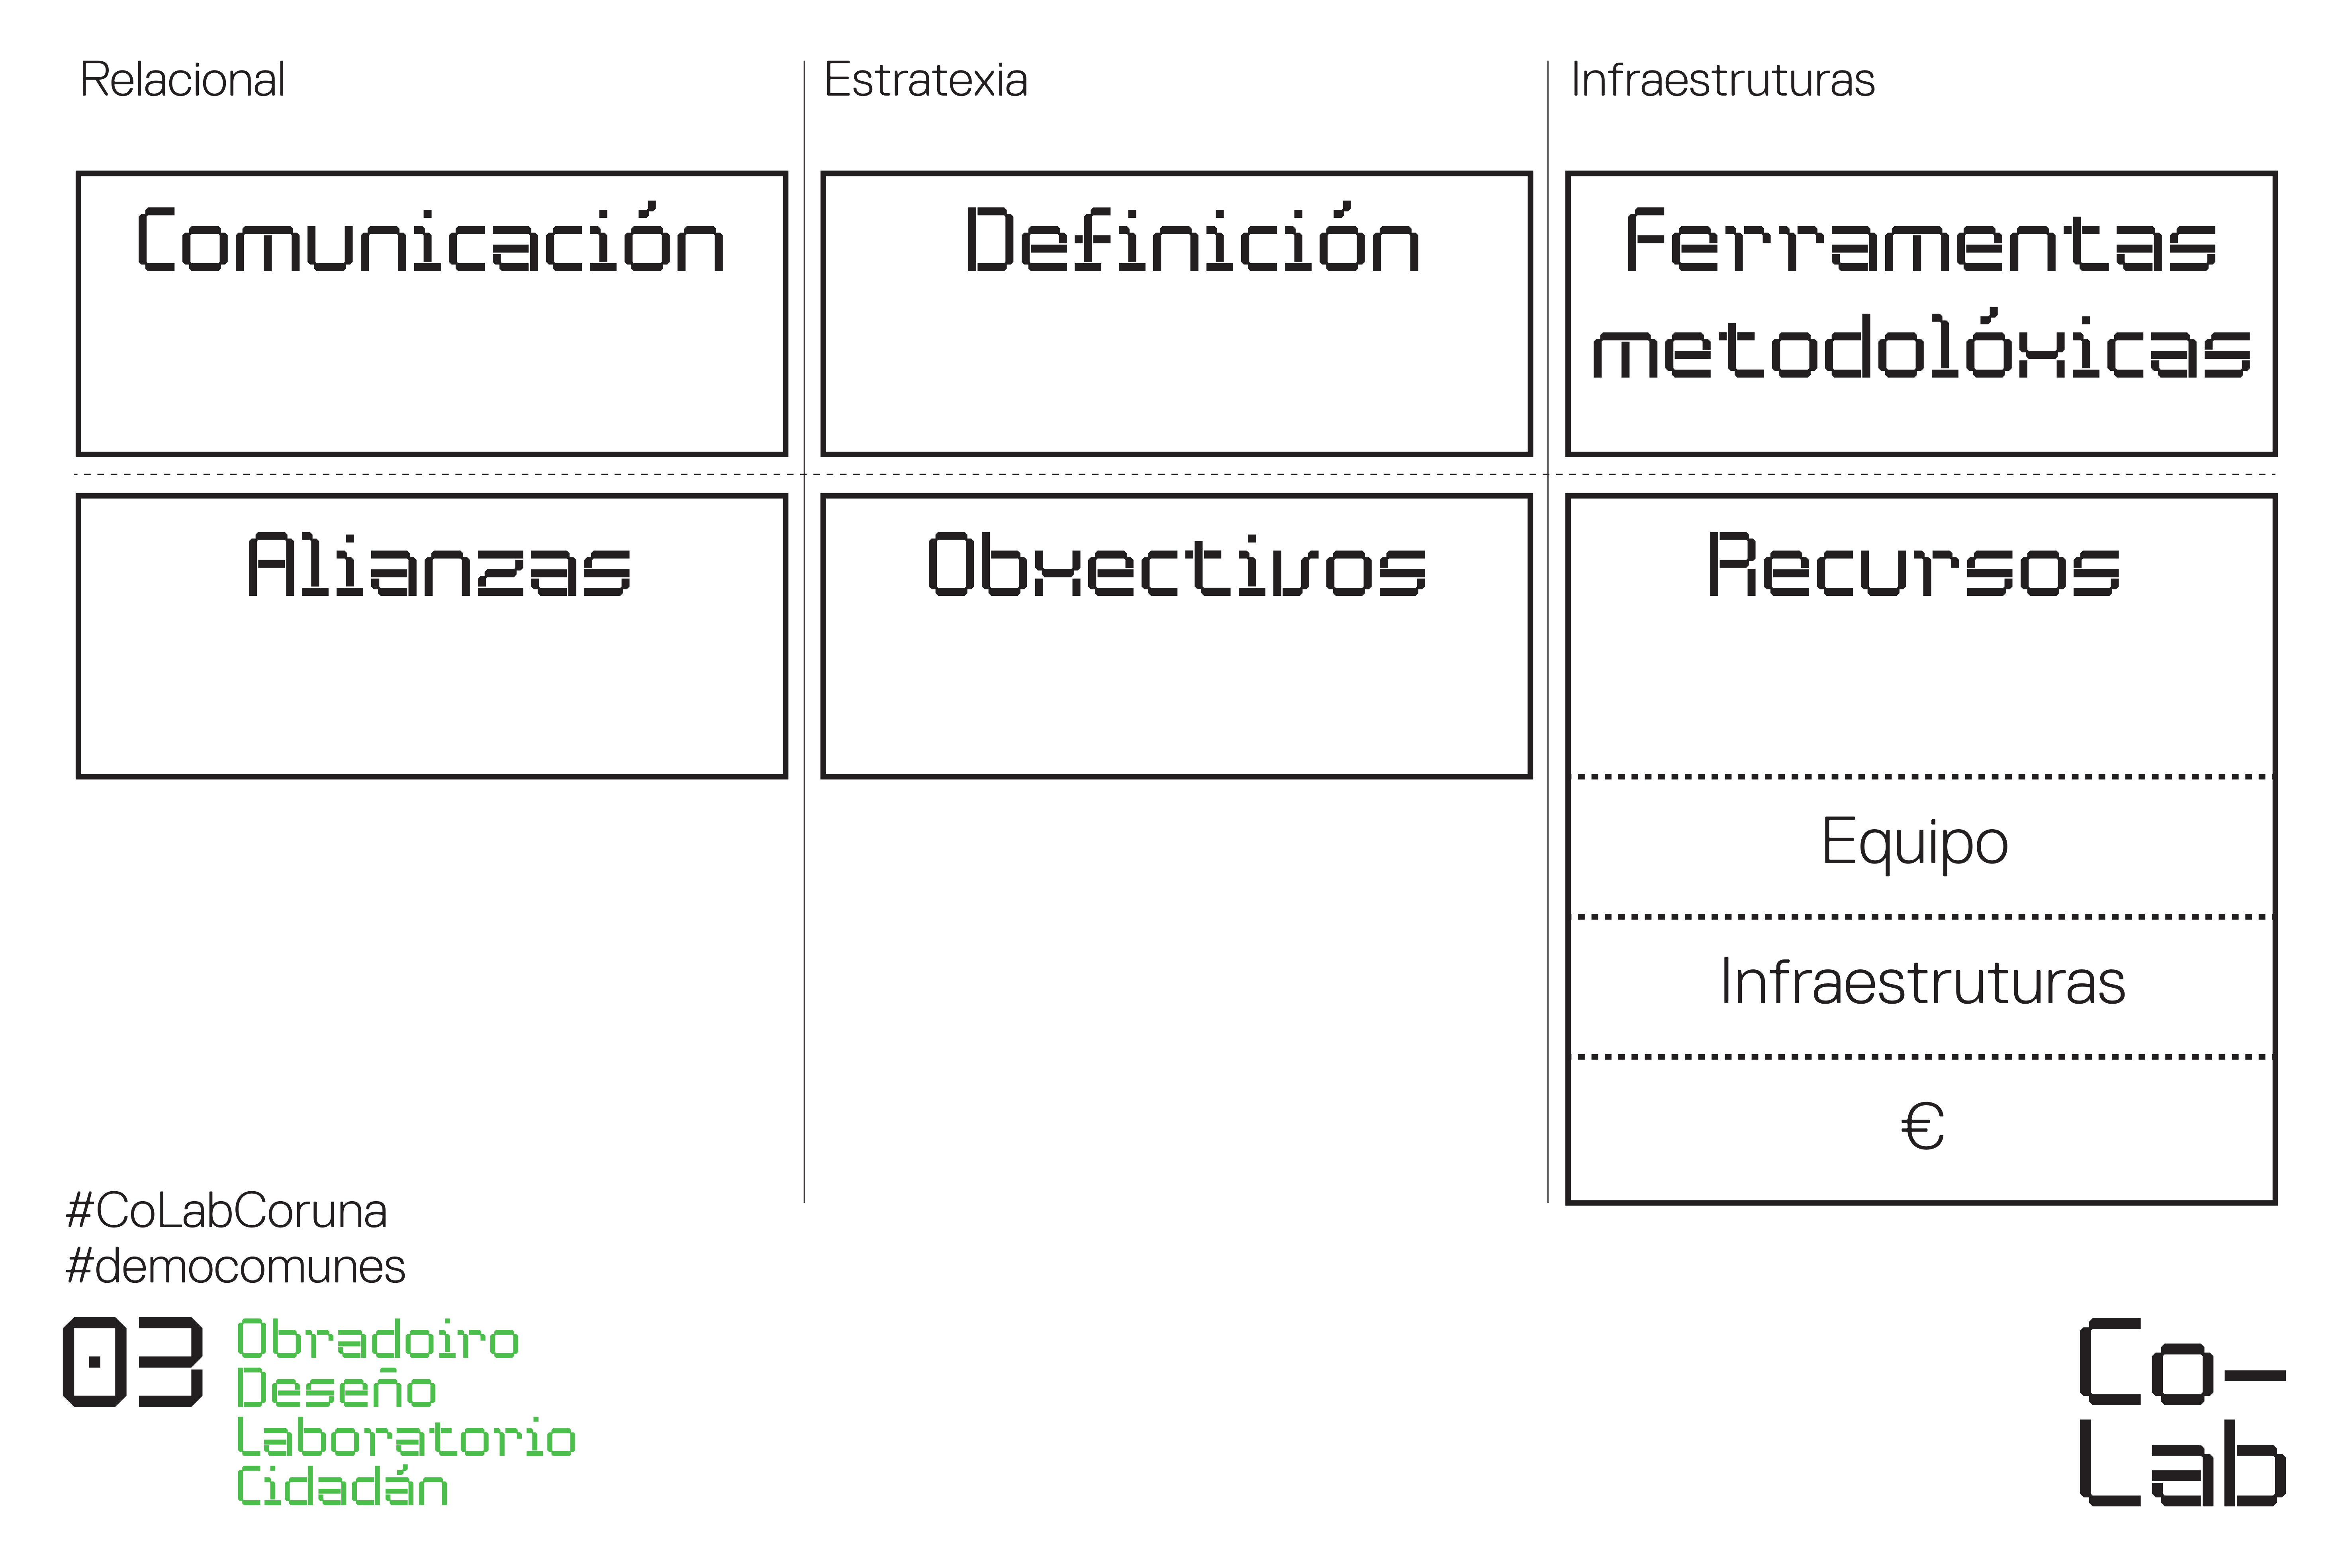 Relacional
Estratexia
Infraestruturas
Comunicación
Definición
Ferramentas
metodolóxicas
Alianzas
Obxectivos
Recursos
Equipo
Infraestruturas
€
#CoLabCoruna
#democomunes
03
Obradoiro
Deseño
Laboratorio
Cidadán
Co–
Lab